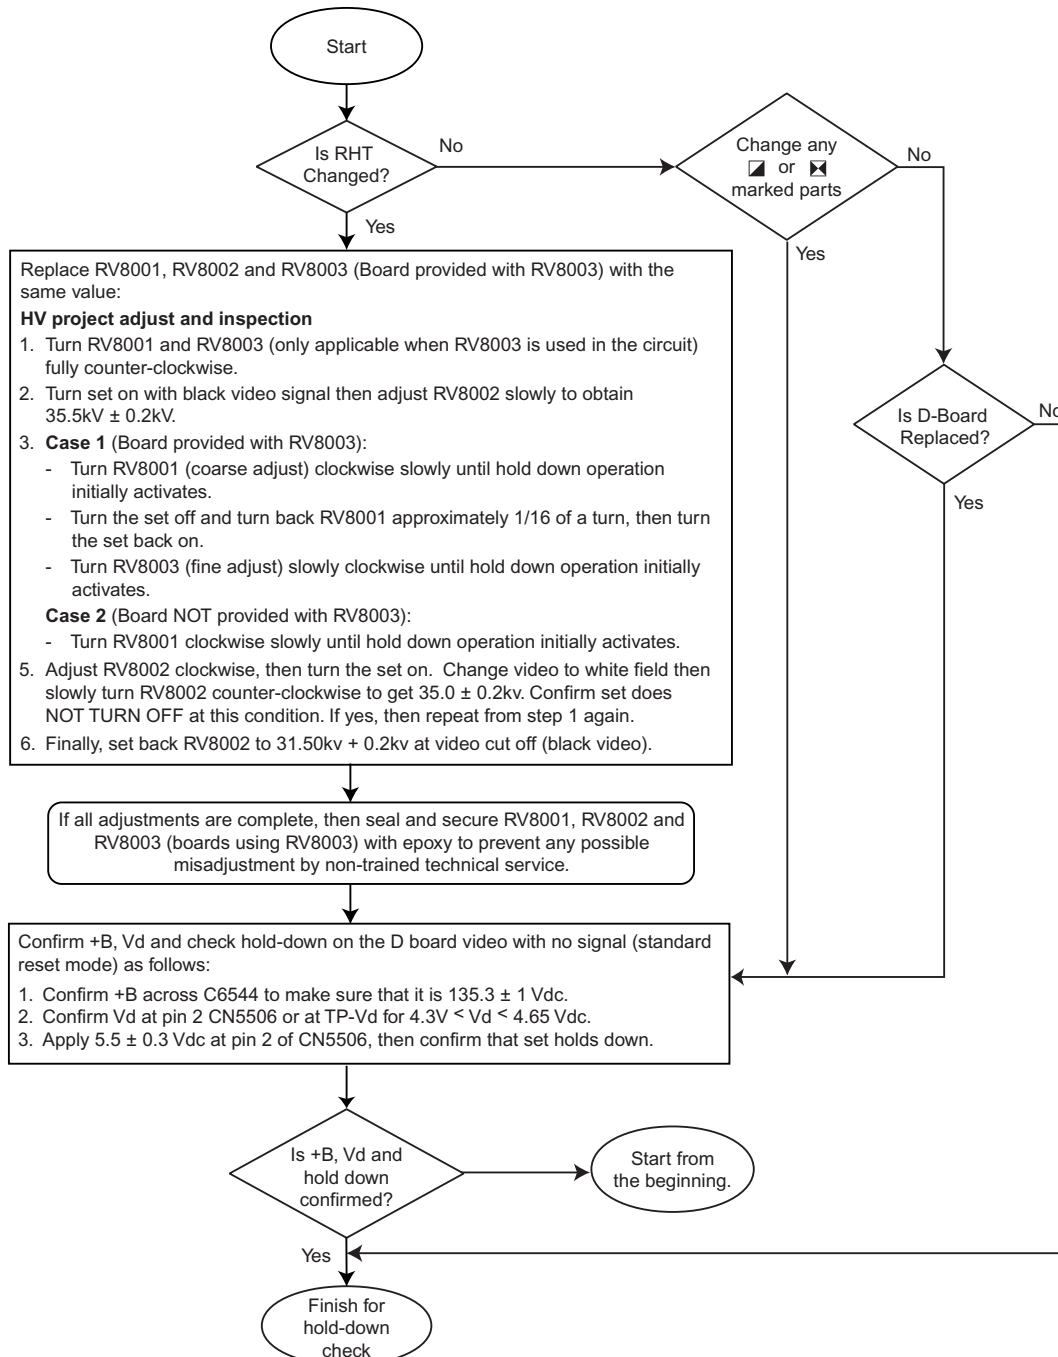 Start
Is RHT
Changed?
No
Yes
Change any
or
marked parts
No
Yes
Is D-Board
Replaced?
No
Yes
Replace RV8001, RV8002 and RV8003 (Board provided with RV8003) with the
same value:
HV project adjust and inspection
1. Turn RV8001 and RV8003 (only applicable when RV8003 is used in the circuit)
fully counter-clockwise.
2. Turn set on with black video signal then adjust RV8002 slowly to obtain
35.5kV ± 0.2kV.
3. Case 1 (Board provided with RV8003):
- Turn RV8001 (coarse adjust) clockwise slowly until hold down operation
initially activates.
- Turn the set off and turn back RV8001 approximately 1/16 of a turn, then turn
the set back on.
- Turn RV8003 (fine adjust) slowly clockwise until hold down operation initially
activates.
Case 2 (Board NOT provided with RV8003):
- Turn RV8001 clockwise slowly until hold down operation initially activates.
5. Adjust RV8002 clockwise, then turn the set on. Change video to white field then
slowly turn RV8002 counter-clockwise to get 35.0 ± 0.2kv. Confirm set does
NOT TURN OFF at this condition. If yes, then repeat from step 1 again.
6. Finally, set back RV8002 to 31.50kv + 0.2kv at video cut off (black video).
If all adjustments are complete, then seal and secure RV8001, RV8002 and
RV8003 (boards using RV8003) with epoxy to prevent any possible
misadjustment by non-trained technical service.
Confirm +B, Vd and check hold-down on the D board video with no signal (standard
reset mode) as follows:
1. Confirm +B across C6544 to make sure that it is 135.3 ± 1 Vdc.
2. Confirm Vd at pin 2 CN5506 or at TP-Vd for 4.3V < Vd < 4.65 Vdc.
3. Apply 5.5 ± 0.3 Vdc at pin 2 of CN5506, then confirm that set holds down.
Is +B, Vd and
hold down
confirmed?
Start from
the beginning.
Yes
Finish for
hold-down
check